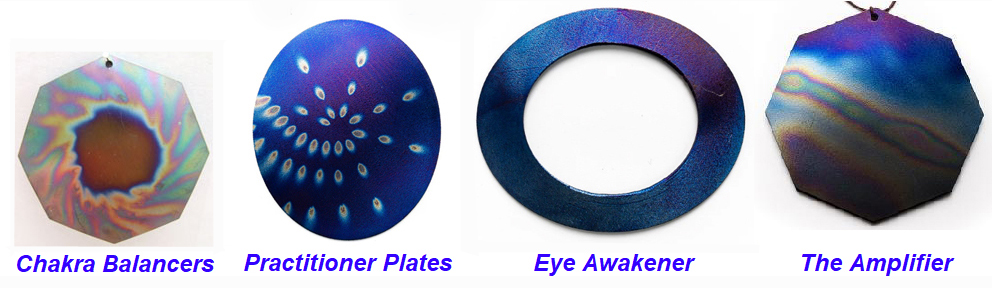 Chakra Balancers
Practitioner Plates
Eye Awakener
The Amplifier